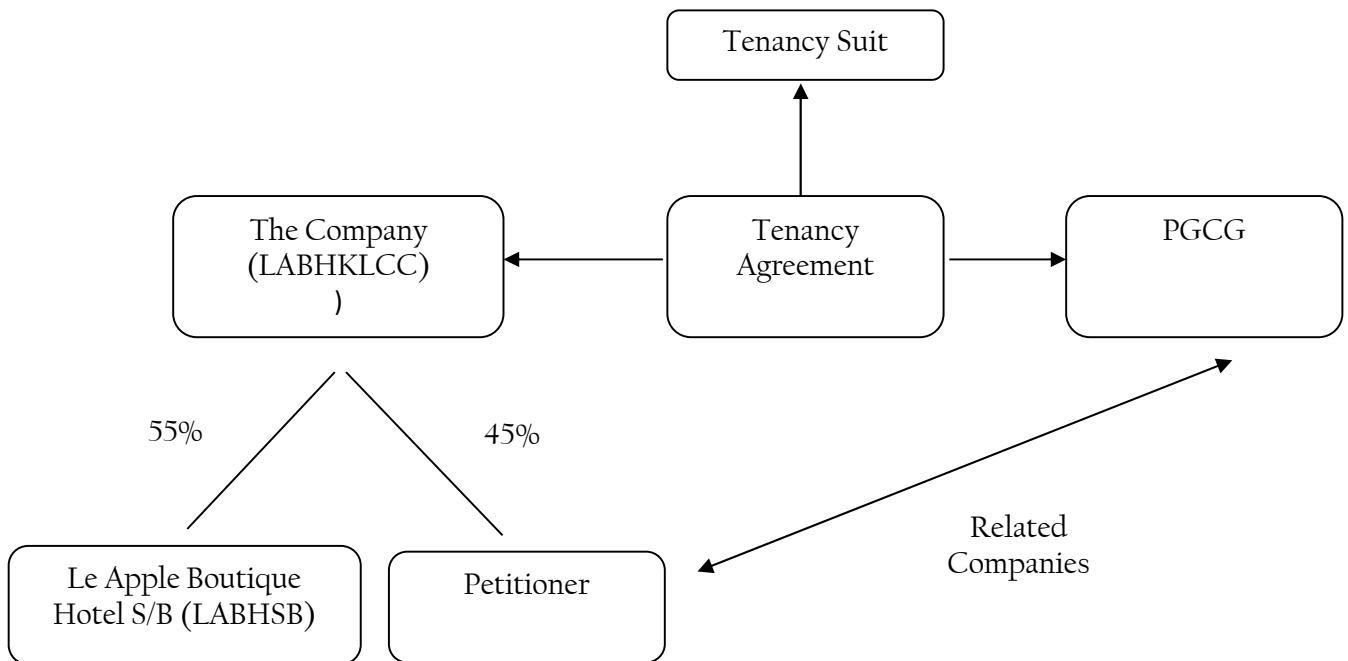 Tenancy Suit
The Company
(LABHKLCC)
)
Tenancy
Agreement
PGCG
55%
45%
Related
Companies
Le Apple Boutique
Hotel S/B (LABHSB)
Petitioner